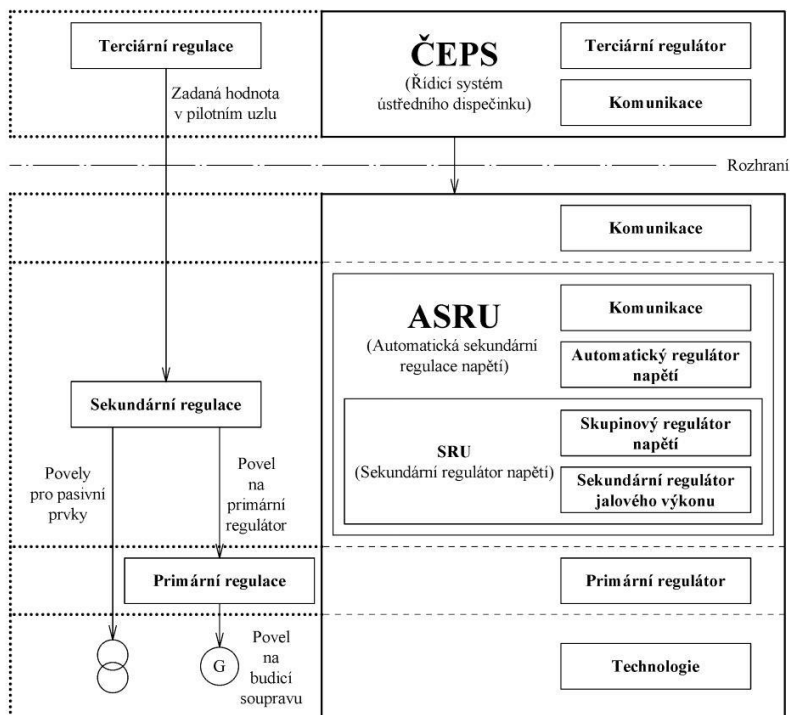 Terciární regulace
Zadaná hodnota
v pilotním uzlu
ČEPS
(Řídicí systém
ústředního dispečinku)
Terciární regulátor
Komunikace
Rozhraní
Komunikace
ASRU
(Automatická sekundární
regulace napětí)
Komunikace
Automatický regulátor
napětí
Sekundární regulace
SRU
(Sekundární regulátor napětí)
Skupinový regulátor
napětí
Sekundární regulátor
jalového výkonu
Povely
pro pasivní
prvky
Povel
na
primární
regulátor
Primární regulace
Primární regulátor
G
Povel
na
budicí
soupravu
Technologie